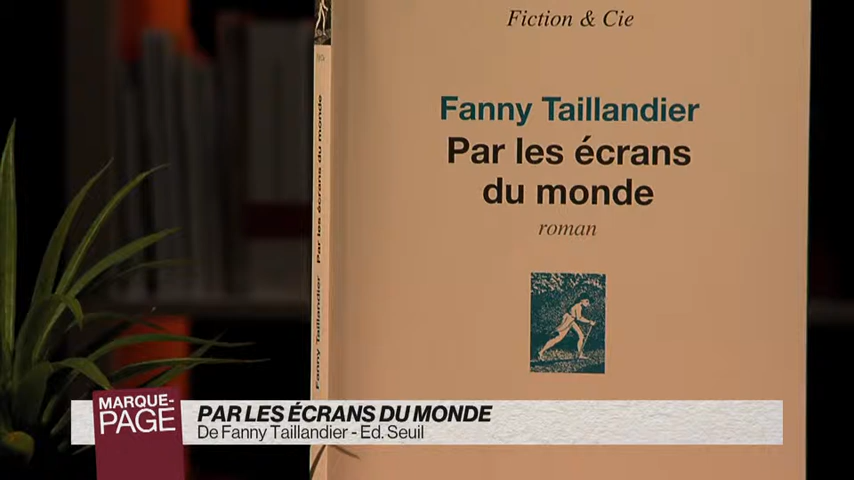 Fiction & Cie
Fanny Taillandier
Par les écrans
du monde
roman
Fanny Taillandier Par les écrans du monde
MARQUE-
PAGE
PAR LES ÉCRANS DU MONDE
De Fanny Taillandier - Ed. Seuil